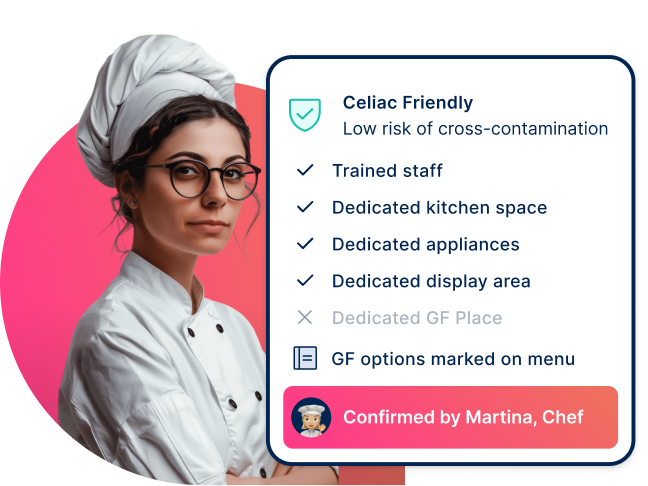 Celiac Friendly
Low risk of cross-contamination
Trained staff
Dedicated kitchen space
Dedicated appliances
Dedicated display area
Dedicated GF Place
GF options marked on menu
Confirmed by Martina, Chef